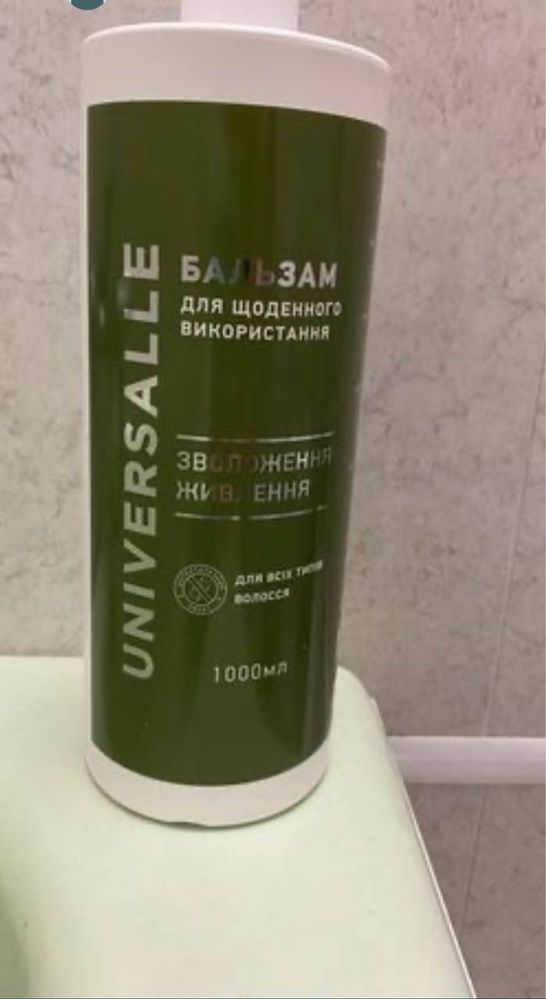 UNIVERSALLE
БАЛЬЗАМ
ДЛЯ ЩОДЕННОГО
ВИКОРИСТАННЯ
ЗВОЛОЖЕННЯ
ЖИВЛЕННЯ
ДЛЯ ВСІХ ТИПІВ
ВОЛОССЯ
1000мл